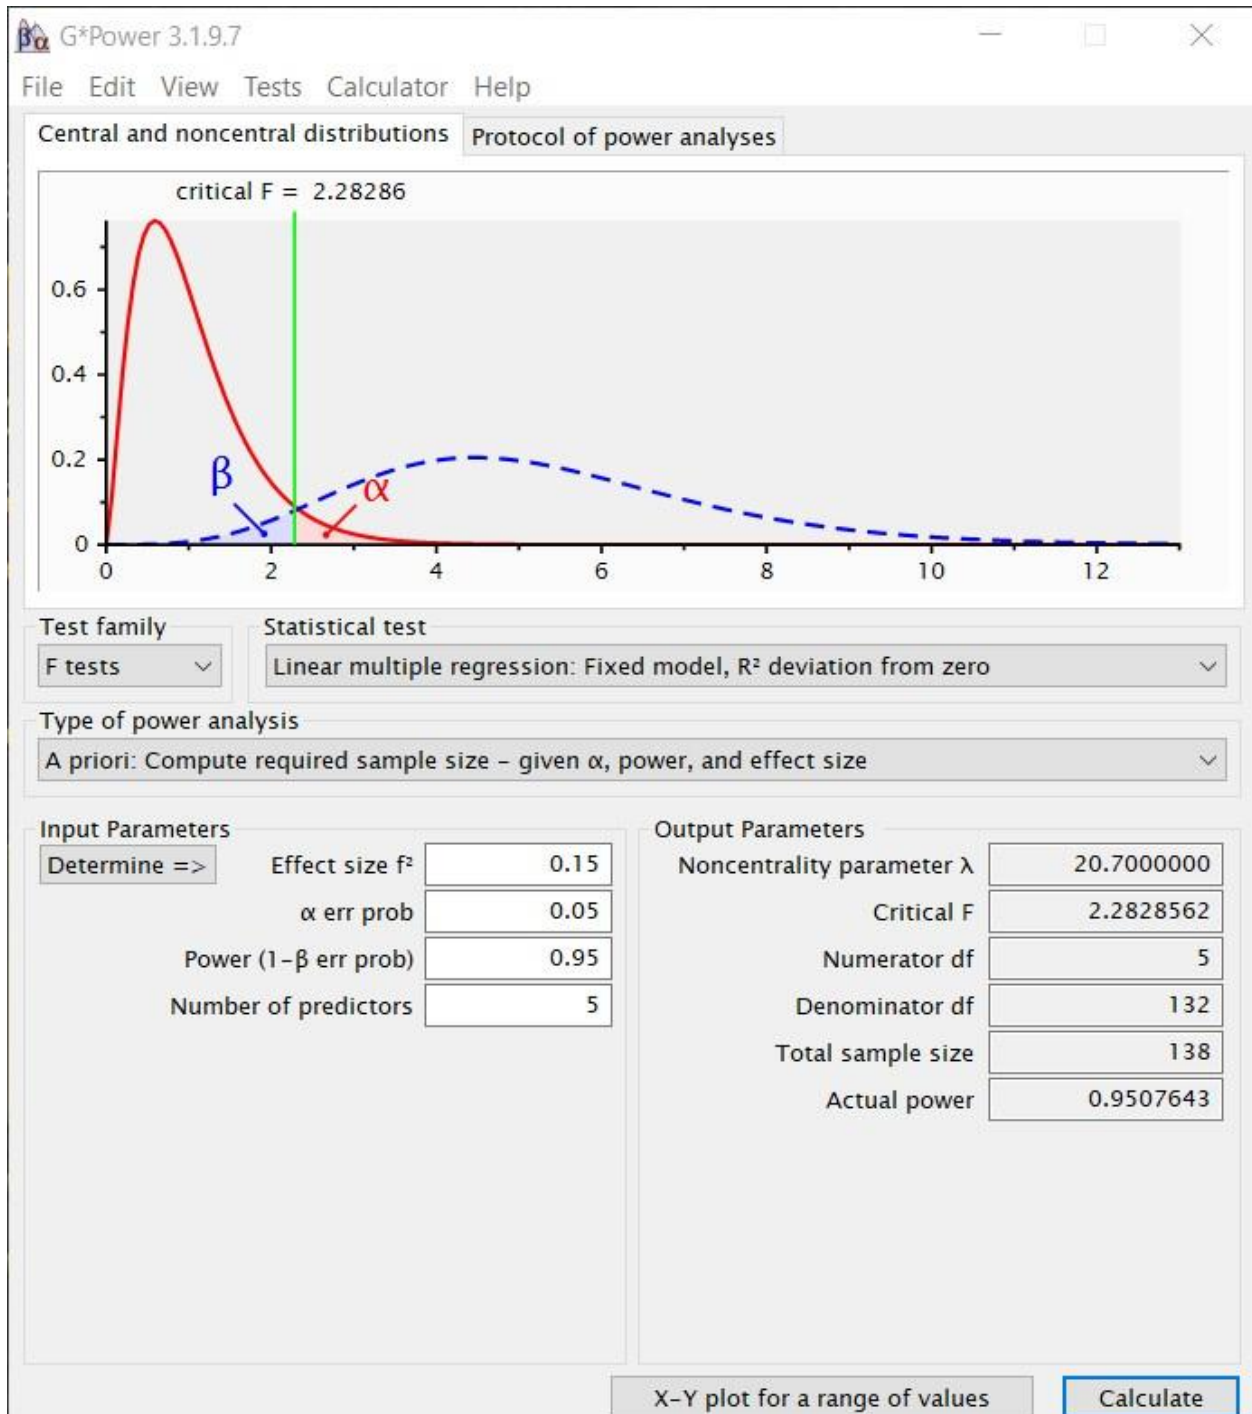 G*Power 3.1.9.7
File Edit View Tests Calculator Help
Central and noncentral distributions Protocol of power analyses
critical F = 2.28286
0.6
0.4
0.2
0
β
α
0 2 4 6 8 10 12
Test family
F tests
Statistical test
Linear multiple regression: Fixed model, R² deviation from zero
Type of power analysis
A priori: Compute required sample size – given α, power, and effect size
Input Parameters
Determine =>
Effect size f² 0.15
α err prob 0.05
Power (1–β err prob) 0.95
Number of predictors 5
Output Parameters
Noncentrality parameter λ 20.7000000
Critical F 2.2828562
Numerator df 5
Denominator df 132
Total sample size 138
Actual power 0.9507643
X–Y plot for a range of values
Calculate